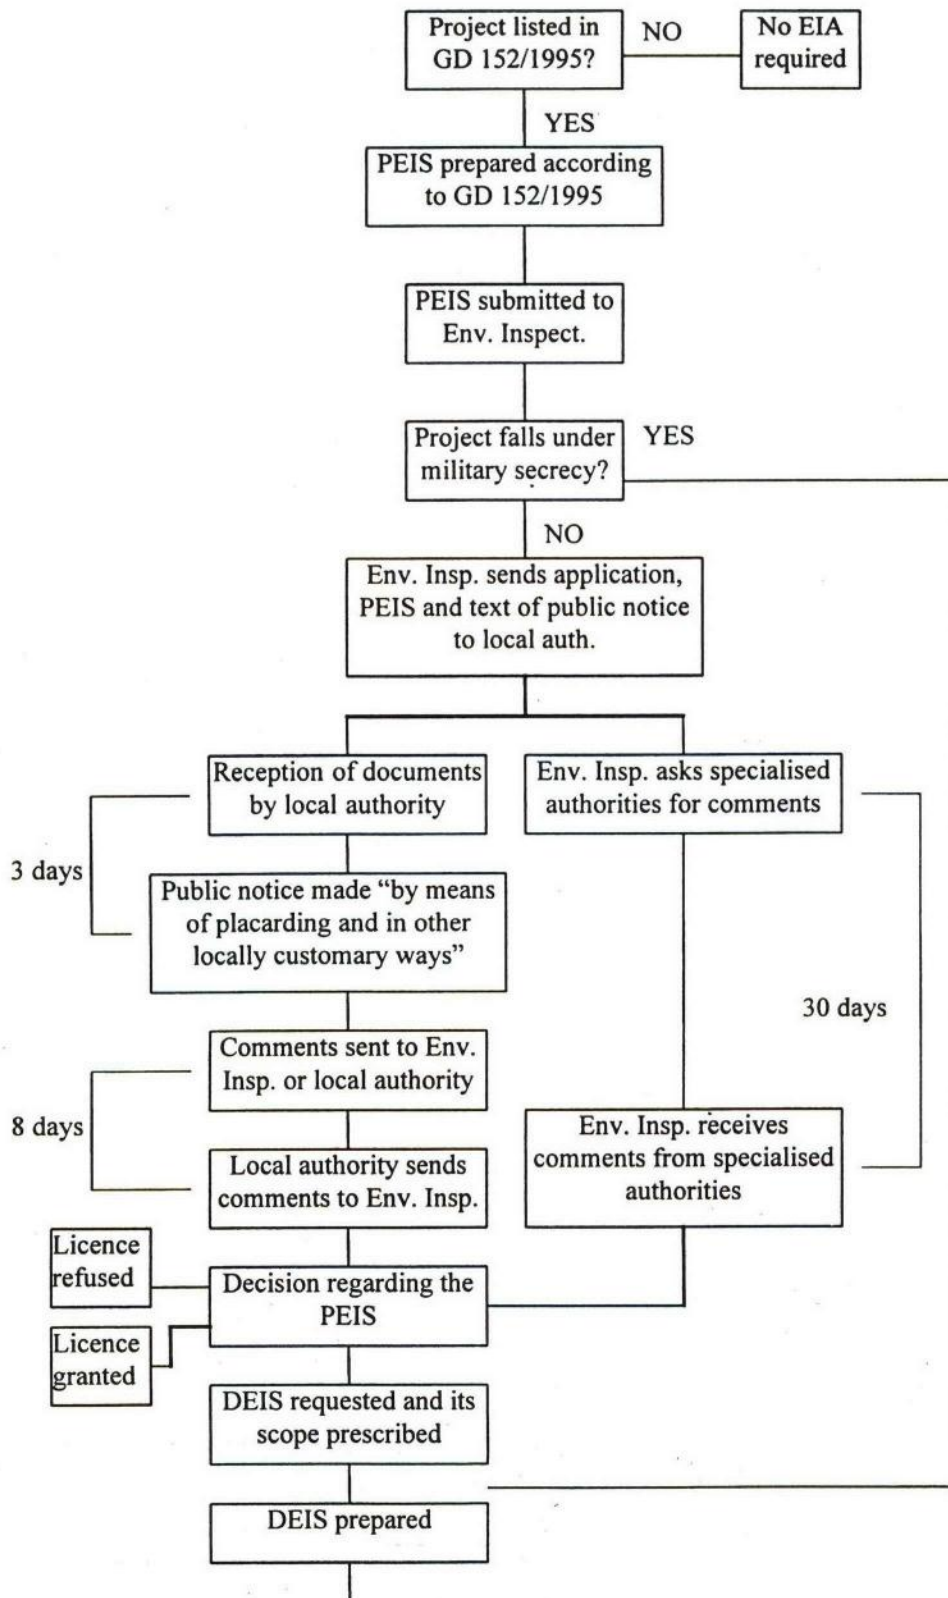 Project listed in
GD 152/1995?
NO
No EIA
required
YES
PEIS prepared according
to GD 152/1995
PEIS submitted to
Env. Inspect.
Project falls under
military secrecy?
YES
NO
Env. Insp. sends application,
PEIS and text of public notice
to local auth.
Reception of documents
by local authority
Env. Insp. asks specialised
authorities for comments
3 days
Public notice made “by means
of placarding and in other
locally customary ways”
30 days
Comments sent to Env.
Insp. or local authority
8 days
Env. Insp. receives
comments from specialised
authorities
Local authority sends
comments to Env. Insp.
Licence
refused
Decision regarding the
PEIS
Licence
granted
DEIS requested and its
scope prescribed
DEIS prepared